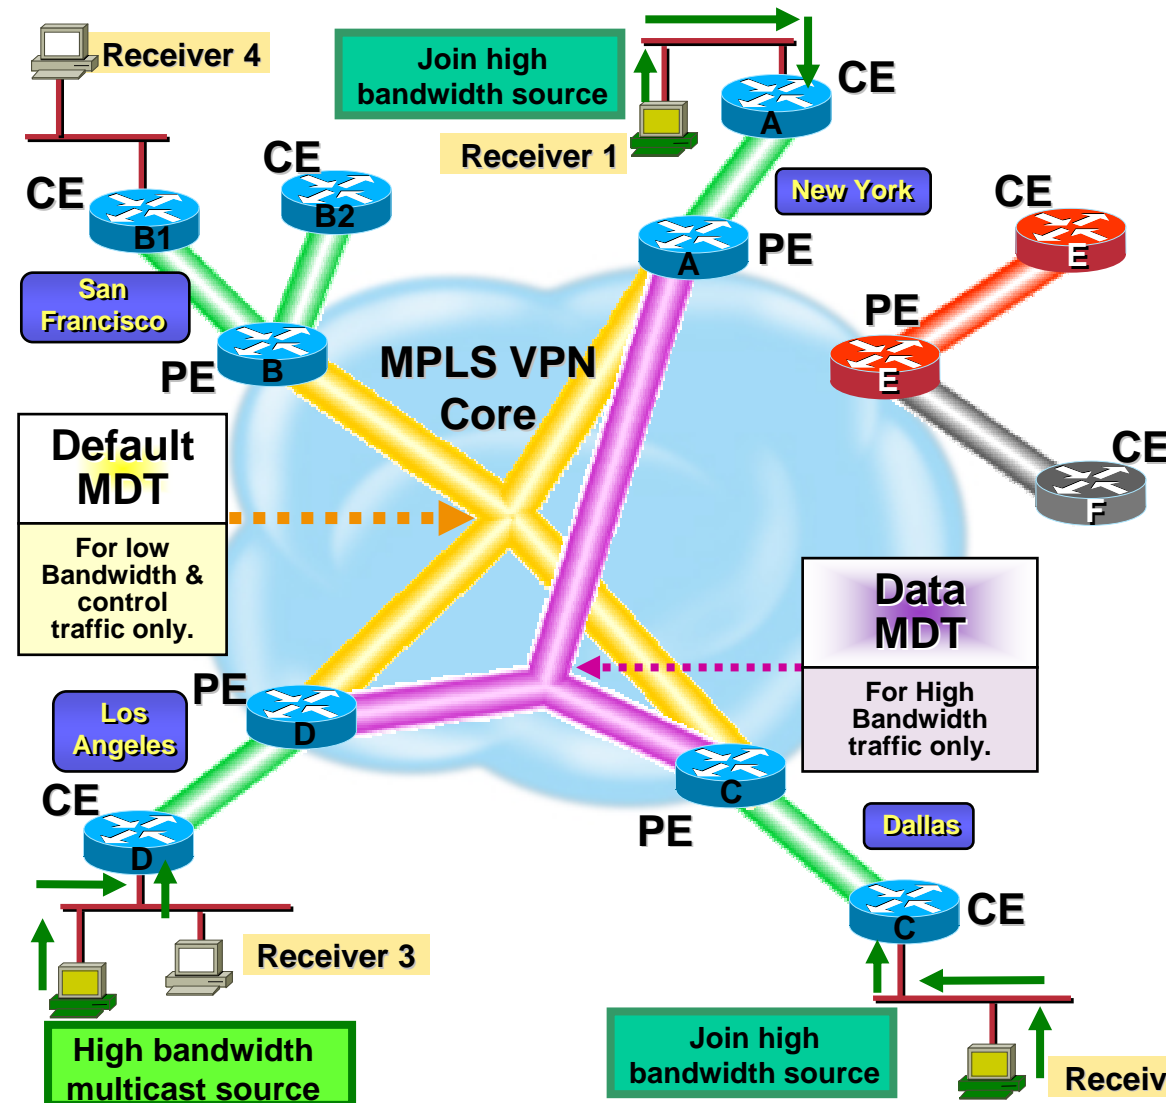 Receiver 4
Join high
bandwidth source
CE
A
Receiver 1
CE
B2
CE
B1
New York
CE
E
A
PE
San
Francisco
PE
B
MPLS VPN
Core
PE
E
CE
F
Default
MDT
For low
Bandwidth &
control
traffic only.
Data
MDT
For High
Bandwidth
traffic only.
PE
D
Los
Angeles
C
PE
Dallas
CE
D
C
CE
Receiver 3
High bandwidth
multicast source
Join high
bandwidth source
Receiv